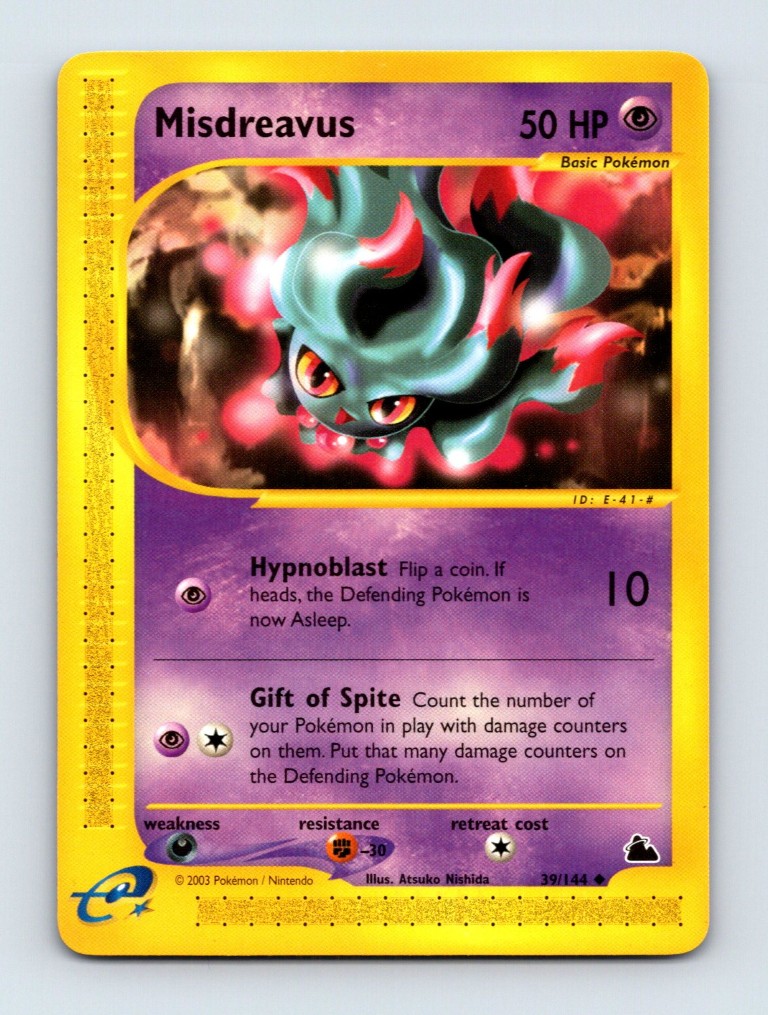 Misdreavus 50 HP
Basic Pokémon
ID: E-41-#
Hypnoblast Flip a coin. If
heads, the Defending Pokémon is
now Asleep.
10
Gift of Spite Count the number of
your Pokémon in play with damage counters
on them. Put that many damage counters on
the Defending Pokémon.
weakness resistance retreat cost
–30
© 2003 Pokémon / Nintendo Illus. Atsuko Nishida 39/144
e